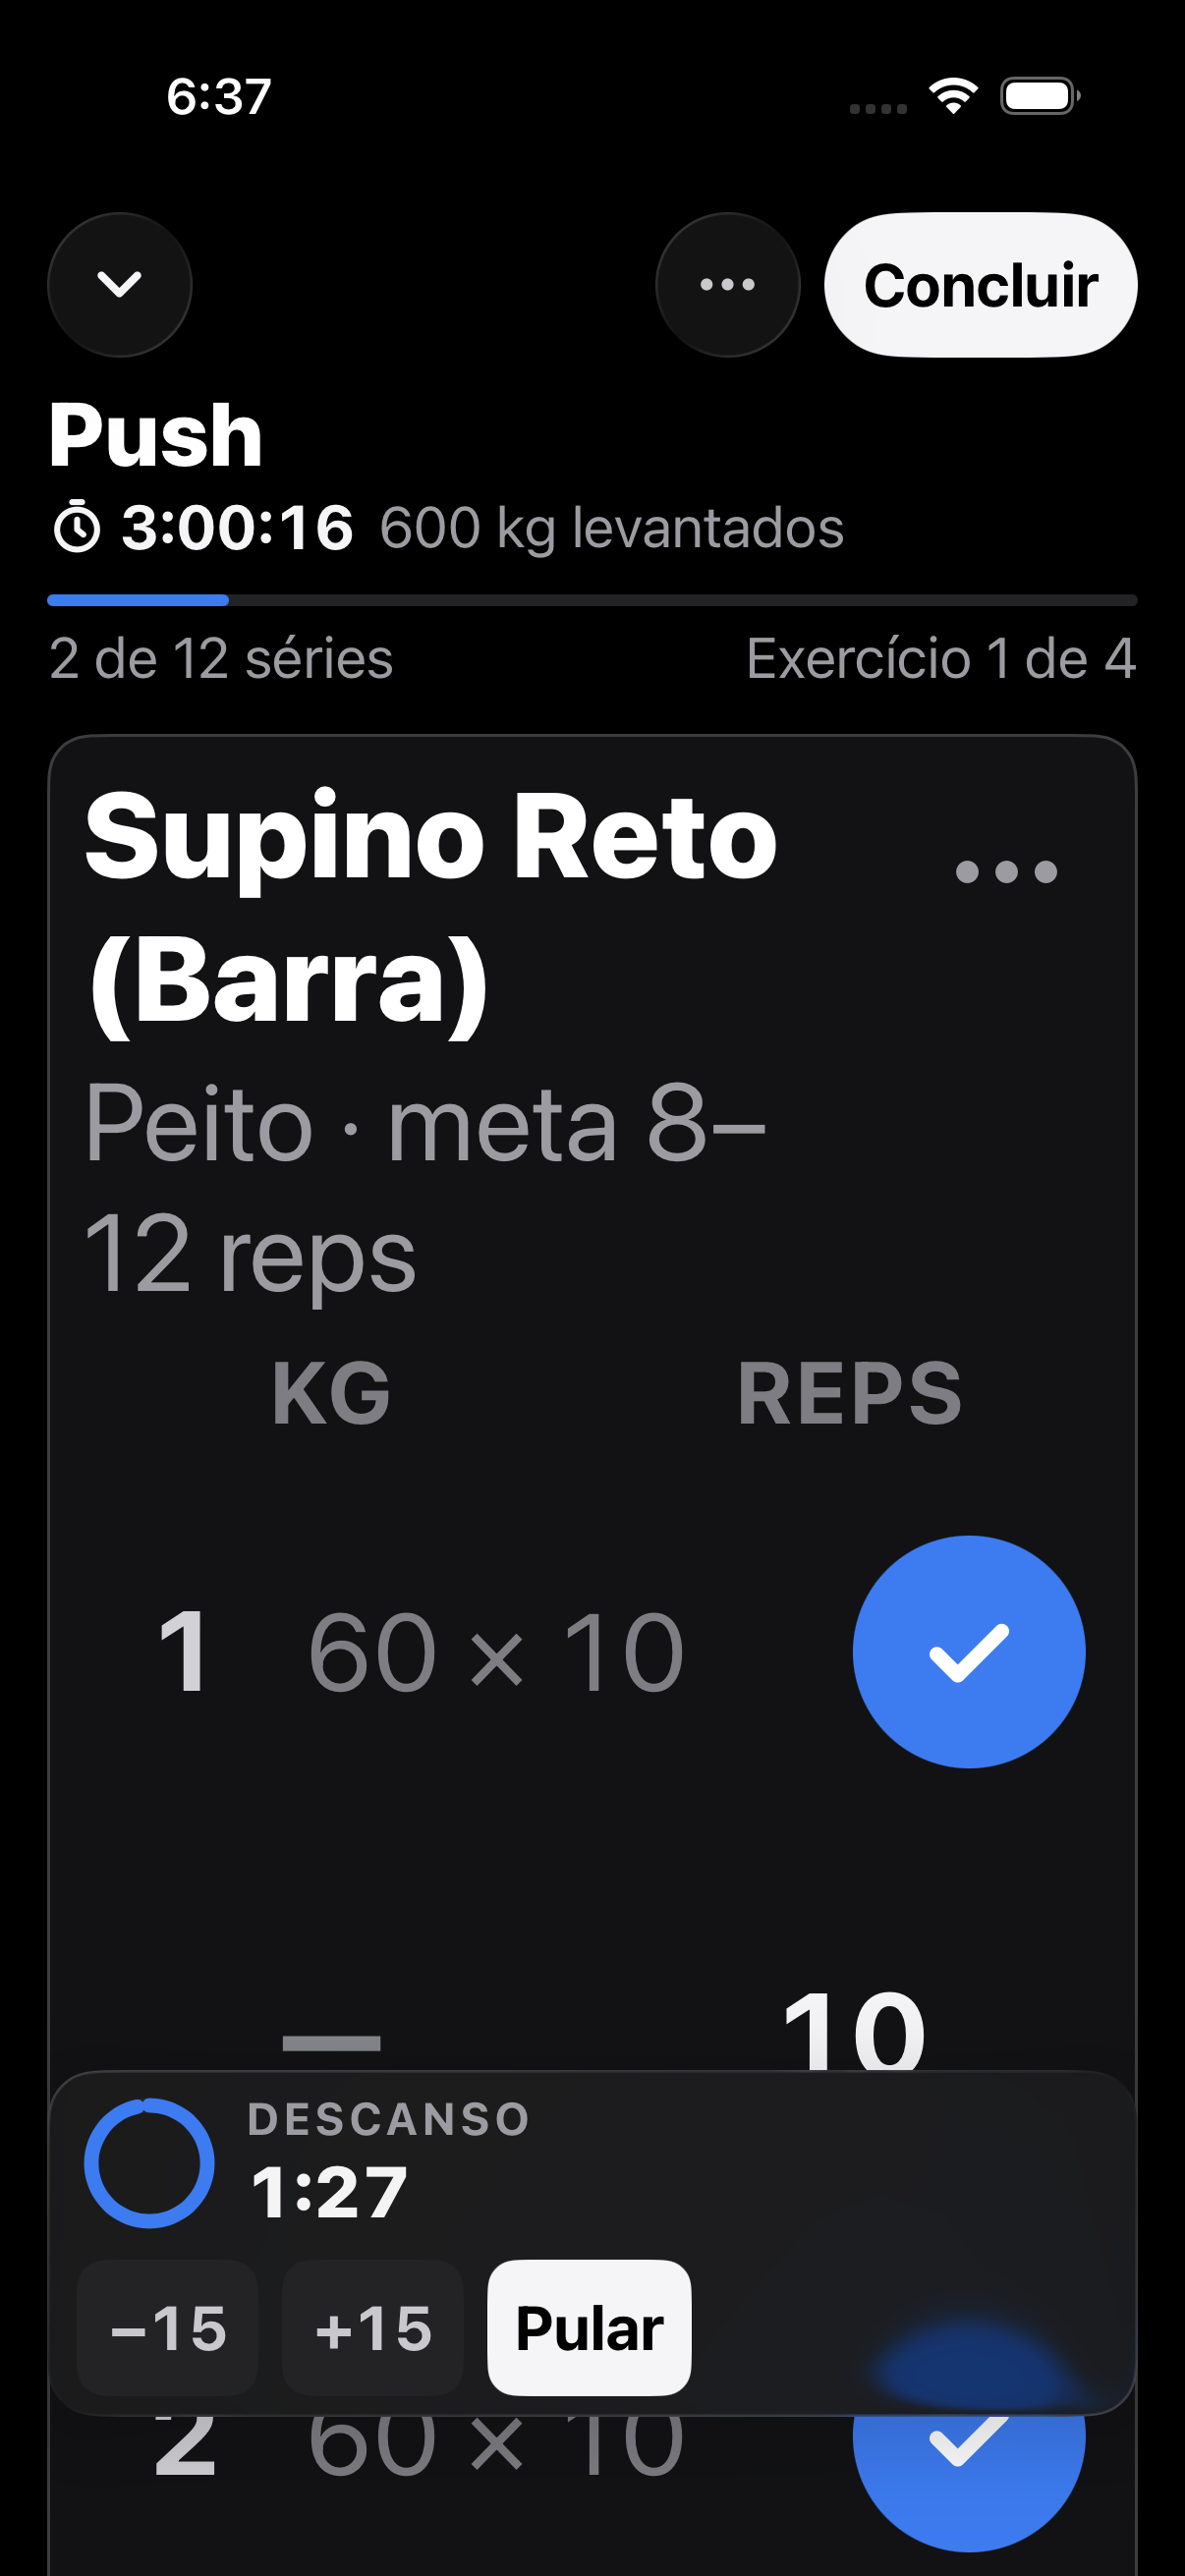 6:37
Concluir
Push
3:00:16 600 kg levantados
2 de 12 séries
Exercício 1 de 4
Supino Reto
(Barra)
Peito · meta 8–
12 reps
KG REPS
1 60 × 10
— 10
DESCANSO
1:27
−15 +15 Pular
2 60 × 10